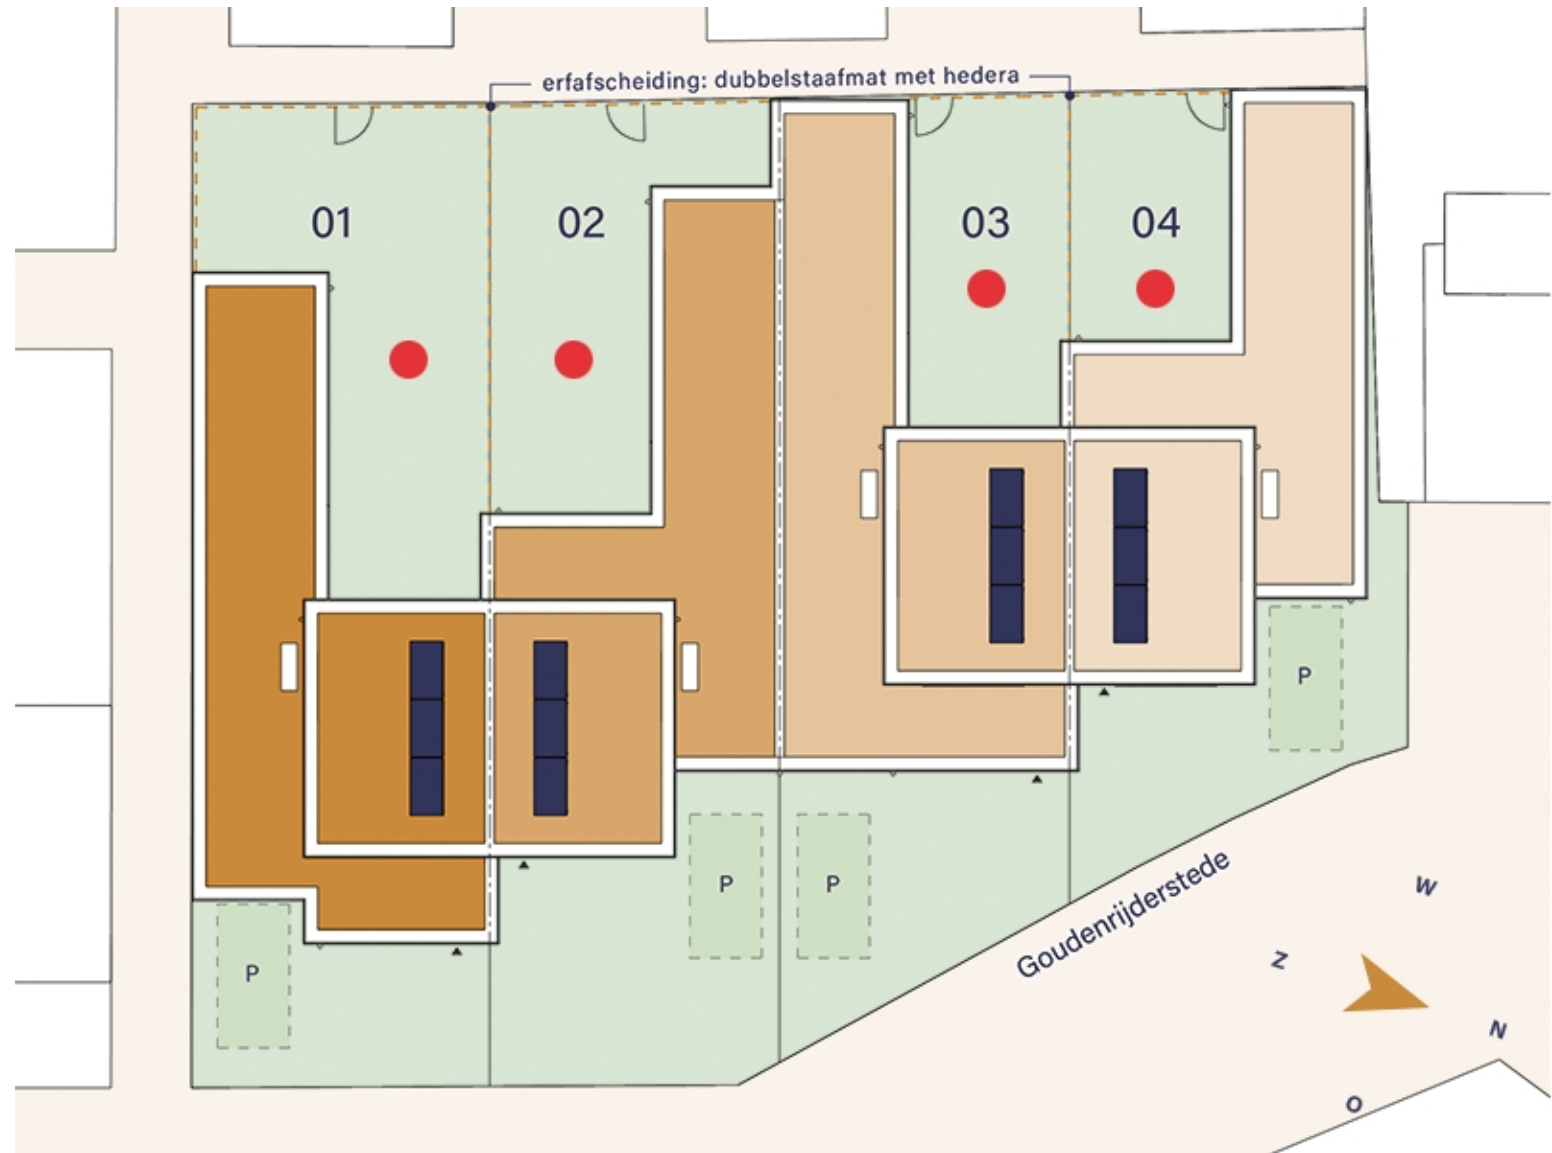 erfafscheiding: dubbelstaafmat met hedera
01
02
03
04
P
P
P
P
Goudenrijderstede
W
Z
N
O